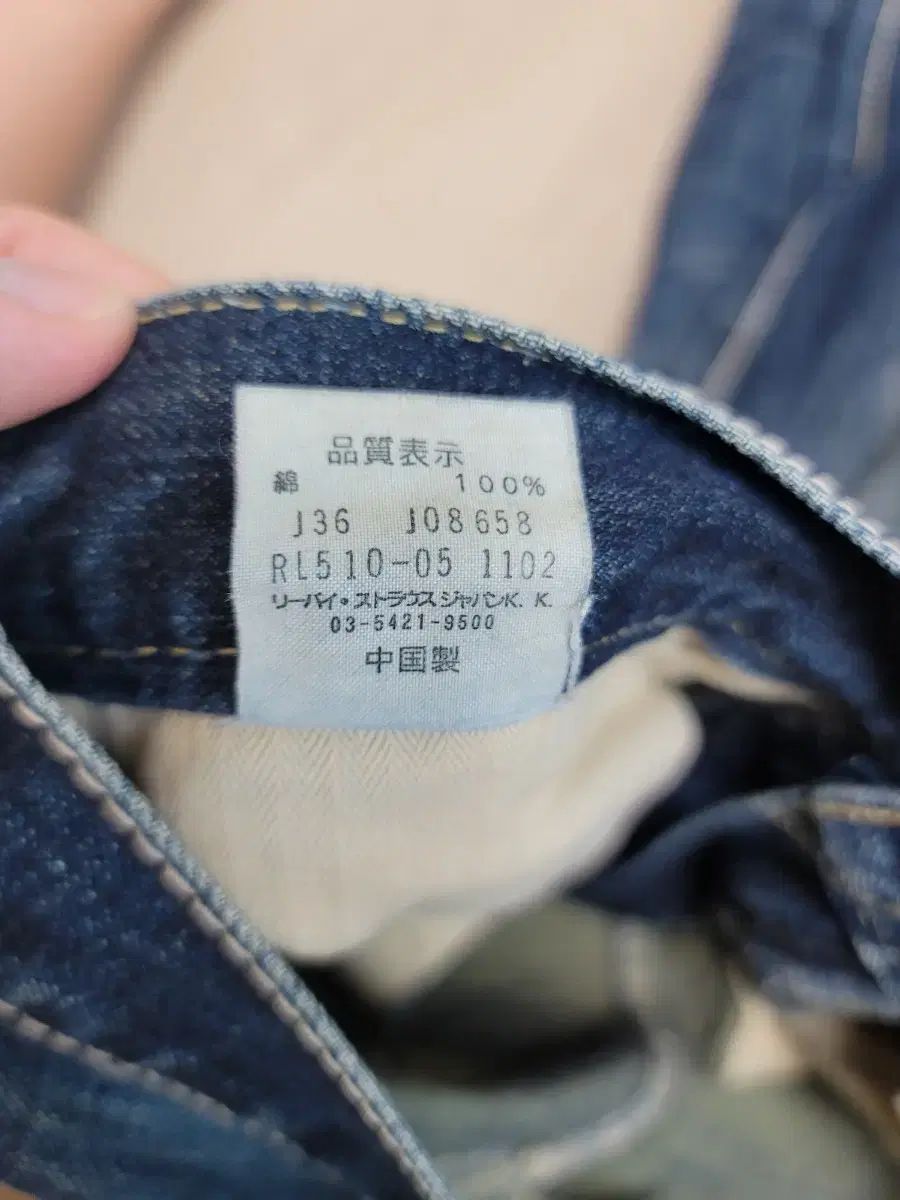 品質表示
綿 100%
J36 J08658
RL510-05 1102
リーバイ・ストラウスジャパンK.K.
03-5421-9500
中国製